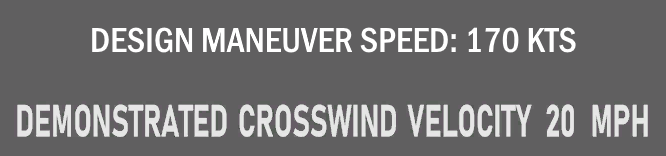 DESIGN MANEUVER SPEED: 170 KTS
DEMONSTRATED CROSSWIND VELOCITY 20 MPH